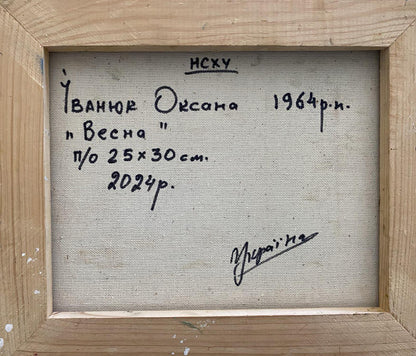 НСХУ
Іванюк Оксана 1964р.н.
„Весна"
п/о 25×30 см.
2024р.
Україна